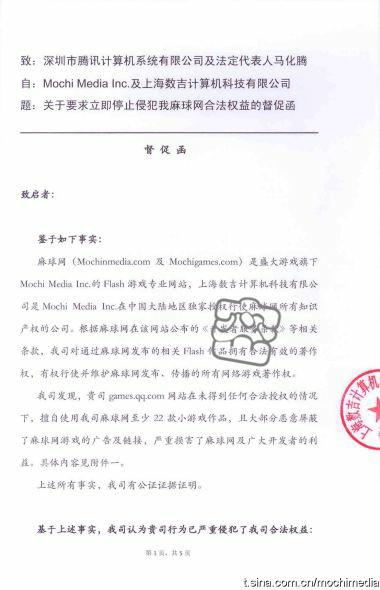 致：深圳市腾讯计算机系统有限公司及法定代表人马化腾
自：Mochi Media Inc.及上海数吉计算机科技有限公司
题：关于要求立即停止侵犯我麻球网合法权益的督促函
督 促 函
致启者：
鉴于如下事实：
麻球网（Mochinmedia.com 及 Mochigames.com）是盛大游戏旗下
Mochi Media Inc.的 Flash 游戏专业网站，上海数吉计算机科技有限公
司是 Mochi Media Inc.在中国大陆地区独家授权行使麻球网所有知识
产权的公司。根据麻球网在该网站公布的《开发者服务条款》等相关
条款，我司对通过麻球网发布的相关 Flash 作品拥有合法有效的著作
权，有权行使并维护麻球网发布、传播的所有网络游戏著作权。
我司发现，贵司 games.qq.com 网站在未得到任何合法授权的情况
下，擅自使用我司麻球网至少 22 款小游戏作品，且大部分恶意屏蔽
了麻球网游戏的广告及链接，严重损害了麻球网及广大开发者的利
益。具体内容见附件一。
上述所有事实，我司有公证证据证明。
基于上述事实，我司认为贵司行为已严重侵犯了我司合法权益：
第 1 页，共 5 页
上海数吉计算机
t.sina.com.cn/mochimedia